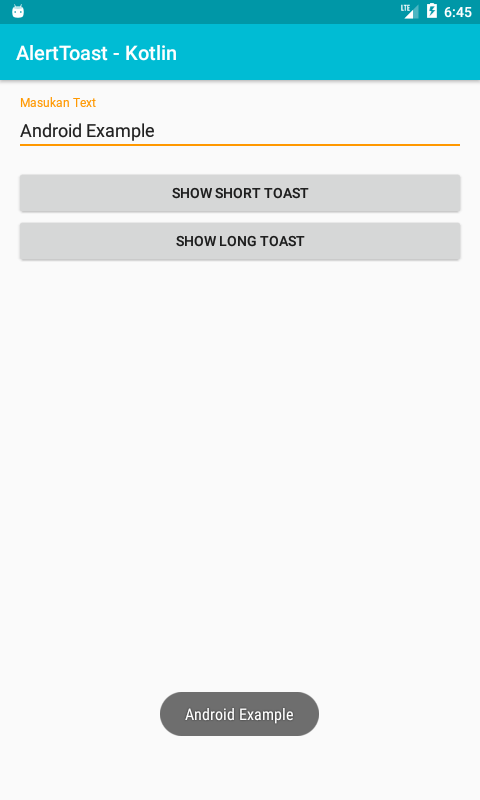 LTE 6:45
AlertToast - Kotlin
Masukan Text
Android Example
SHOW SHORT TOAST
SHOW LONG TOAST
Android Example